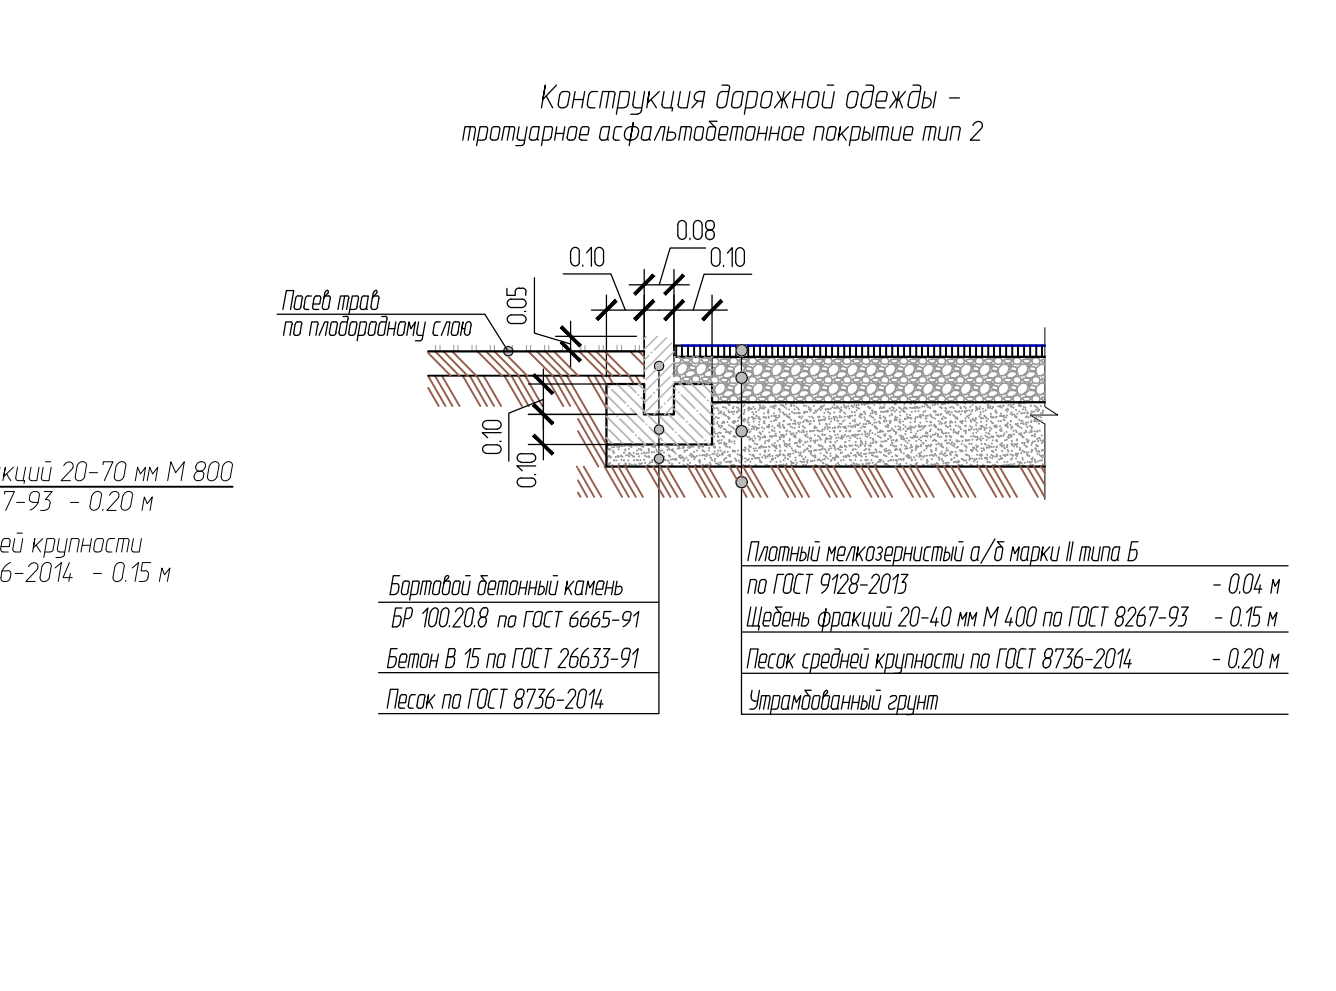 Конструкция дорожной одежды –
тротуарное асфальтобетонное покрытие тип 2
0.08
0.10
0.10
0.05
Посев трав
по плодородному слою
0.10
0.10
кций 20-70 мм М 800
7-93 - 0.20 м
ей крупности
6-2014 - 0.15 м
Бортовой бетонный камень
БР 100.20.8 по ГОСТ 6665-91
Бетон В 15 по ГОСТ 26633-91
Песок по ГОСТ 8736-2014
Плотный мелкозернистый а/б марки II типа Б
по ГОСТ 9128-2013 - 0.04 м
Щебень фракций 20-40 мм М 400 по ГОСТ 8267-93 - 0.15 м
Песок средней крупности по ГОСТ 8736-2014 - 0.20 м
Утрамбованный грунт